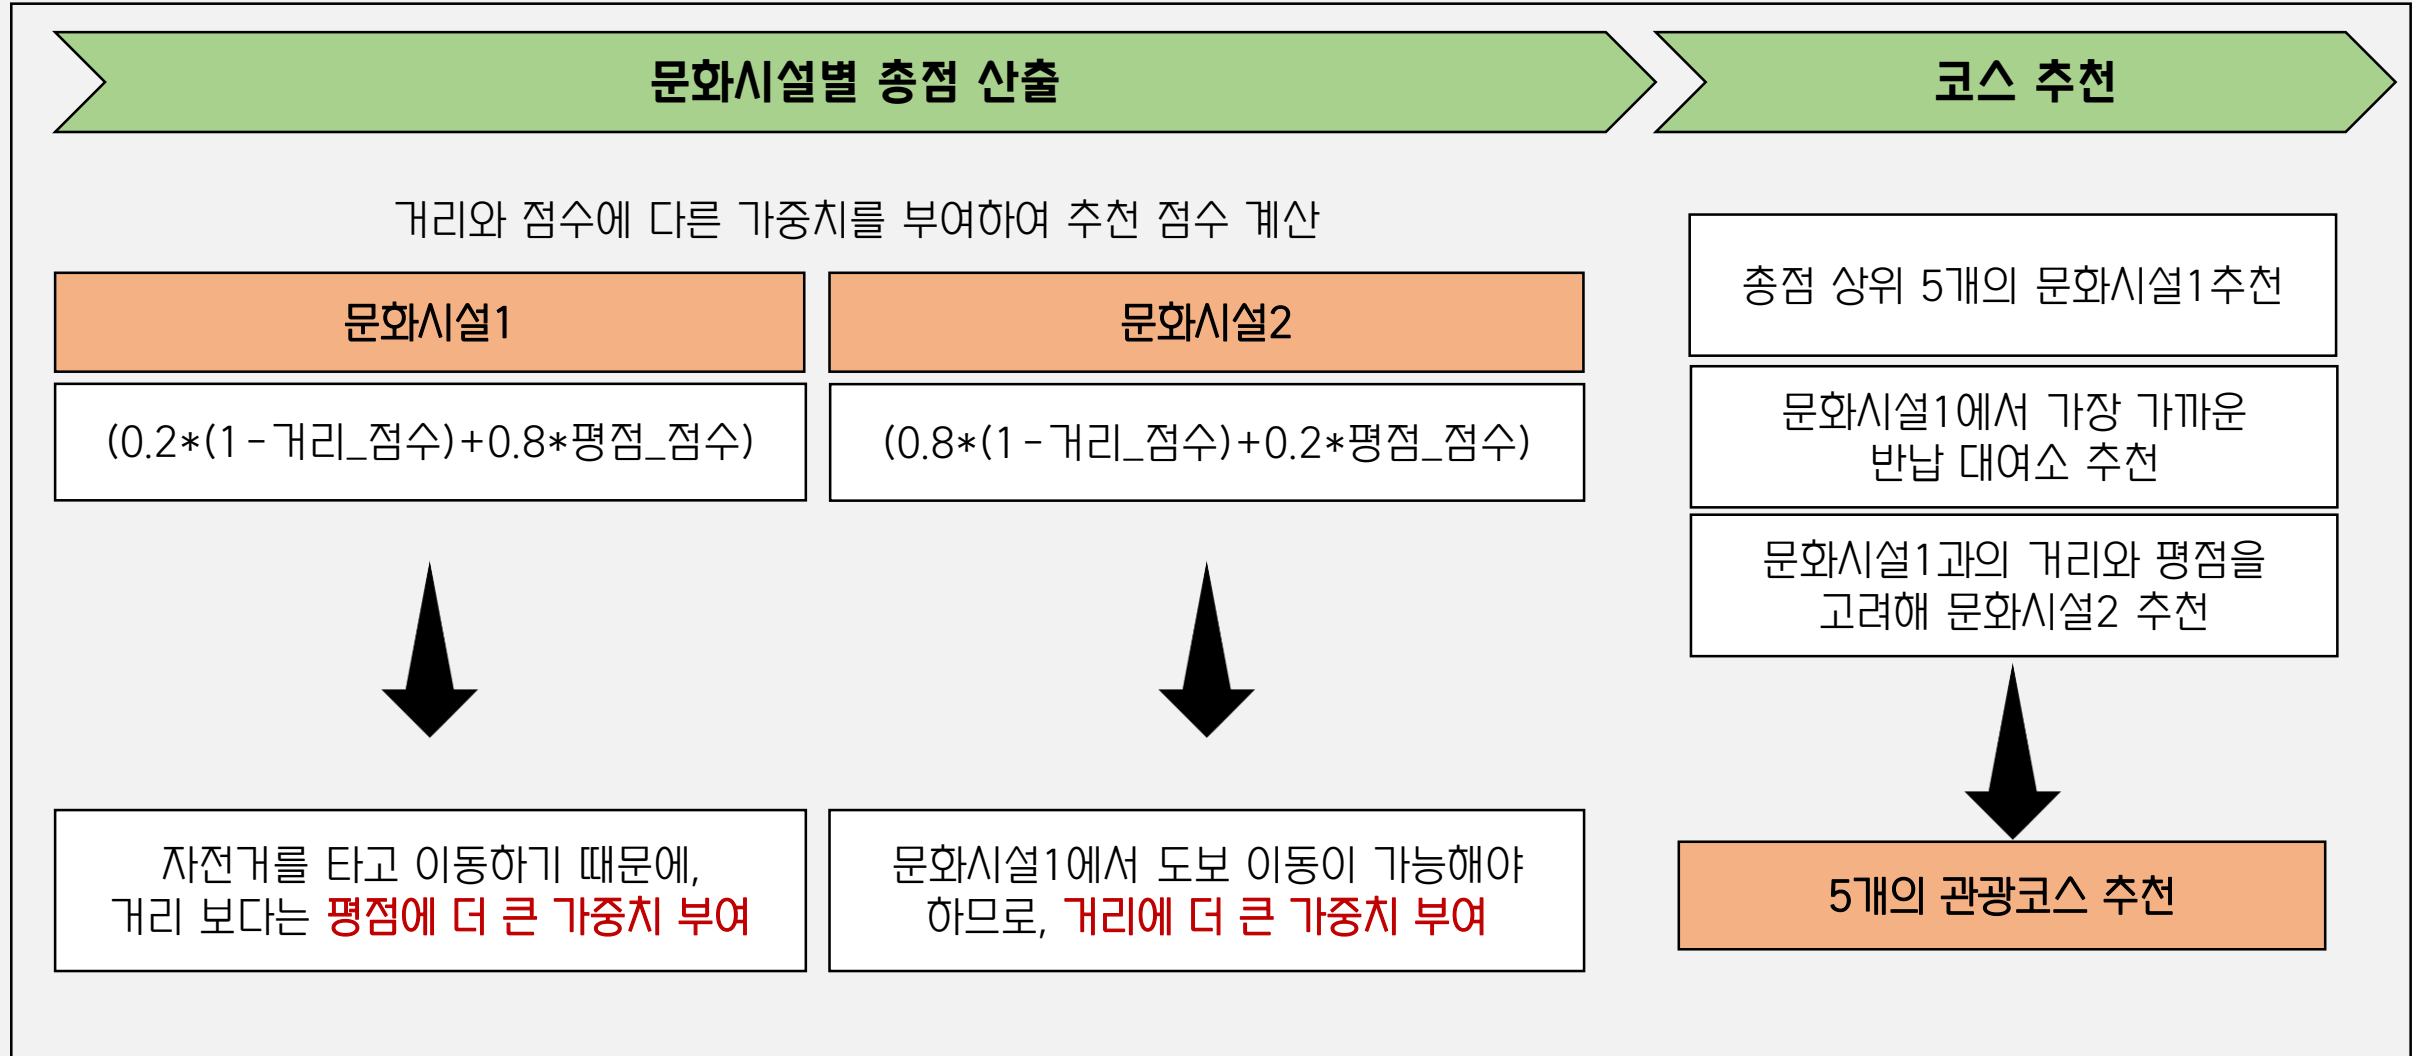 문화시설별 총점 산출
코스 추천
거리와 점수에 다른 가중치를 부여하여 추천 점수 계산
문화시설1
문화시설2
(0.2*(1-거리_점수)+0.8*평점_점수)
(0.8*(1-거리_점수)+0.2*평점_점수)
자전거를 타고 이동하기 때문에,
거리 보다는 평점에 더 큰 가중치 부여
문화시설1에서 도보 이동이 가능해야
하므로, 거리에 더 큰 가중치 부여
총점 상위 5개의 문화시설1추천
문화시설1에서 가장 가까운
반납 대여소 추천
문화시설1과의 거리와 평점을
고려해 문화시설2 추천
5개의 관광코스 추천